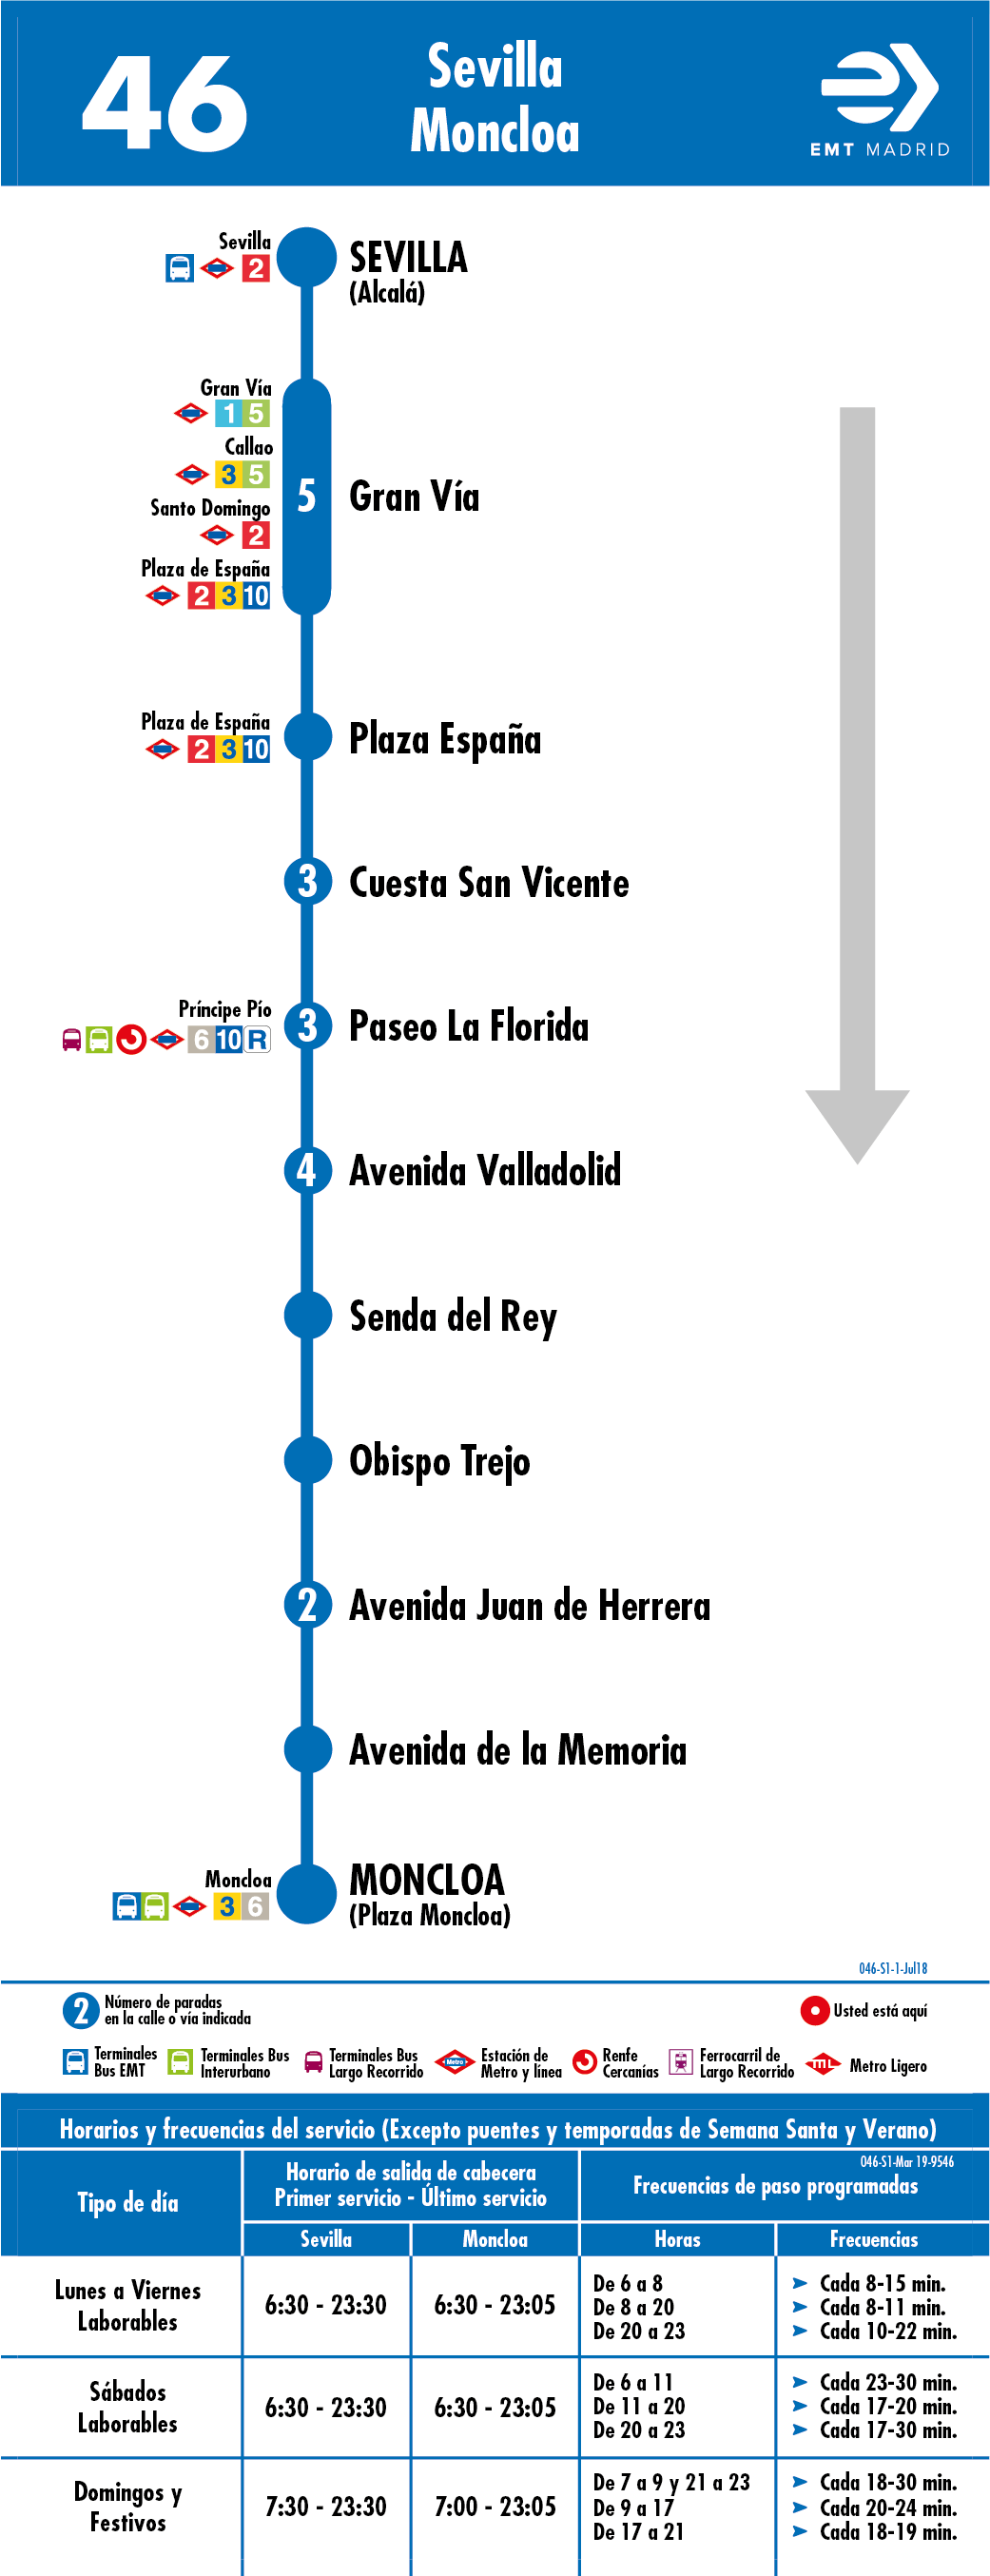 46
Sevilla
Moncloa
EMT MADRID
Sevilla
2
SEVILLA
(Alcalá)
Gran Vía
1 5
Callao
3 5
Santo Domingo
2
Plaza de España
2 3 10
5
Gran Vía
Plaza de España
2 3 10
Plaza España
3
Cuesta San Vicente
Príncipe Pío
6 10 R
3
Paseo La Florida
4
Avenida Valladolid
Senda del Rey
Obispo Trejo
2
Avenida Juan de Herrera
Avenida de la Memoria
Moncloa
3 6
MONCLOA
(Plaza Moncloa)
046-S1-1-Jul18
2
Número de paradas
en la calle o vía indicada
Usted está aquí
Terminales
Bus EMT
Terminales Bus
Interurbano
Terminales Bus
Largo Recorrido
Metro
Estación de
Metro y línea
Renfe
Cercanías
Ferrocarril de
Largo Recorrido
ML
Metro Ligero
Horarios y frecuencias del servicio (Excepto puentes y temporadas de Semana Santa y Verano)
046-S1-Mar 19-9546
Tipo de día
Horario de salida de cabecera
Primer servicio - Último servicio
Frecuencias de paso programadas
Sevilla
Moncloa
Horas
Frecuencias
Lunes a Viernes
Laborables
6:30 - 23:30
6:30 - 23:05
De 6 a 8
Cada 8-15 min.
De 8 a 20
Cada 8-11 min.
De 20 a 23
Cada 10-22 min.
Sábados
Laborables
6:30 - 23:30
6:30 - 23:05
De 6 a 11
Cada 23-30 min.
De 11 a 20
Cada 17-20 min.
De 20 a 23
Cada 17-30 min.
Domingos y
Festivos
7:30 - 23:30
7:00 - 23:05
De 7 a 9 y 21 a 23
Cada 18-30 min.
De 9 a 17
Cada 20-24 min.
De 17 a 21
Cada 18-19 min.